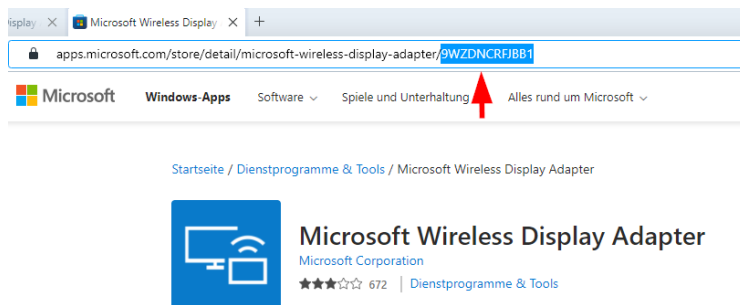 isplay Microsoft Wireless Display
apps.microsoft.com/store/detail/microsoft-wireless-display-adapter/9WZDNCRFJBB1
Microsoft Windows-Apps Software Spiele und Unterhaltung Alles rund um Microsoft
Startseite / Dienstprogramme & Tools / Microsoft Wireless Display Adapter
Microsoft Wireless Display Adapter
Microsoft Corporation
672 | Dienstprogramme & Tools